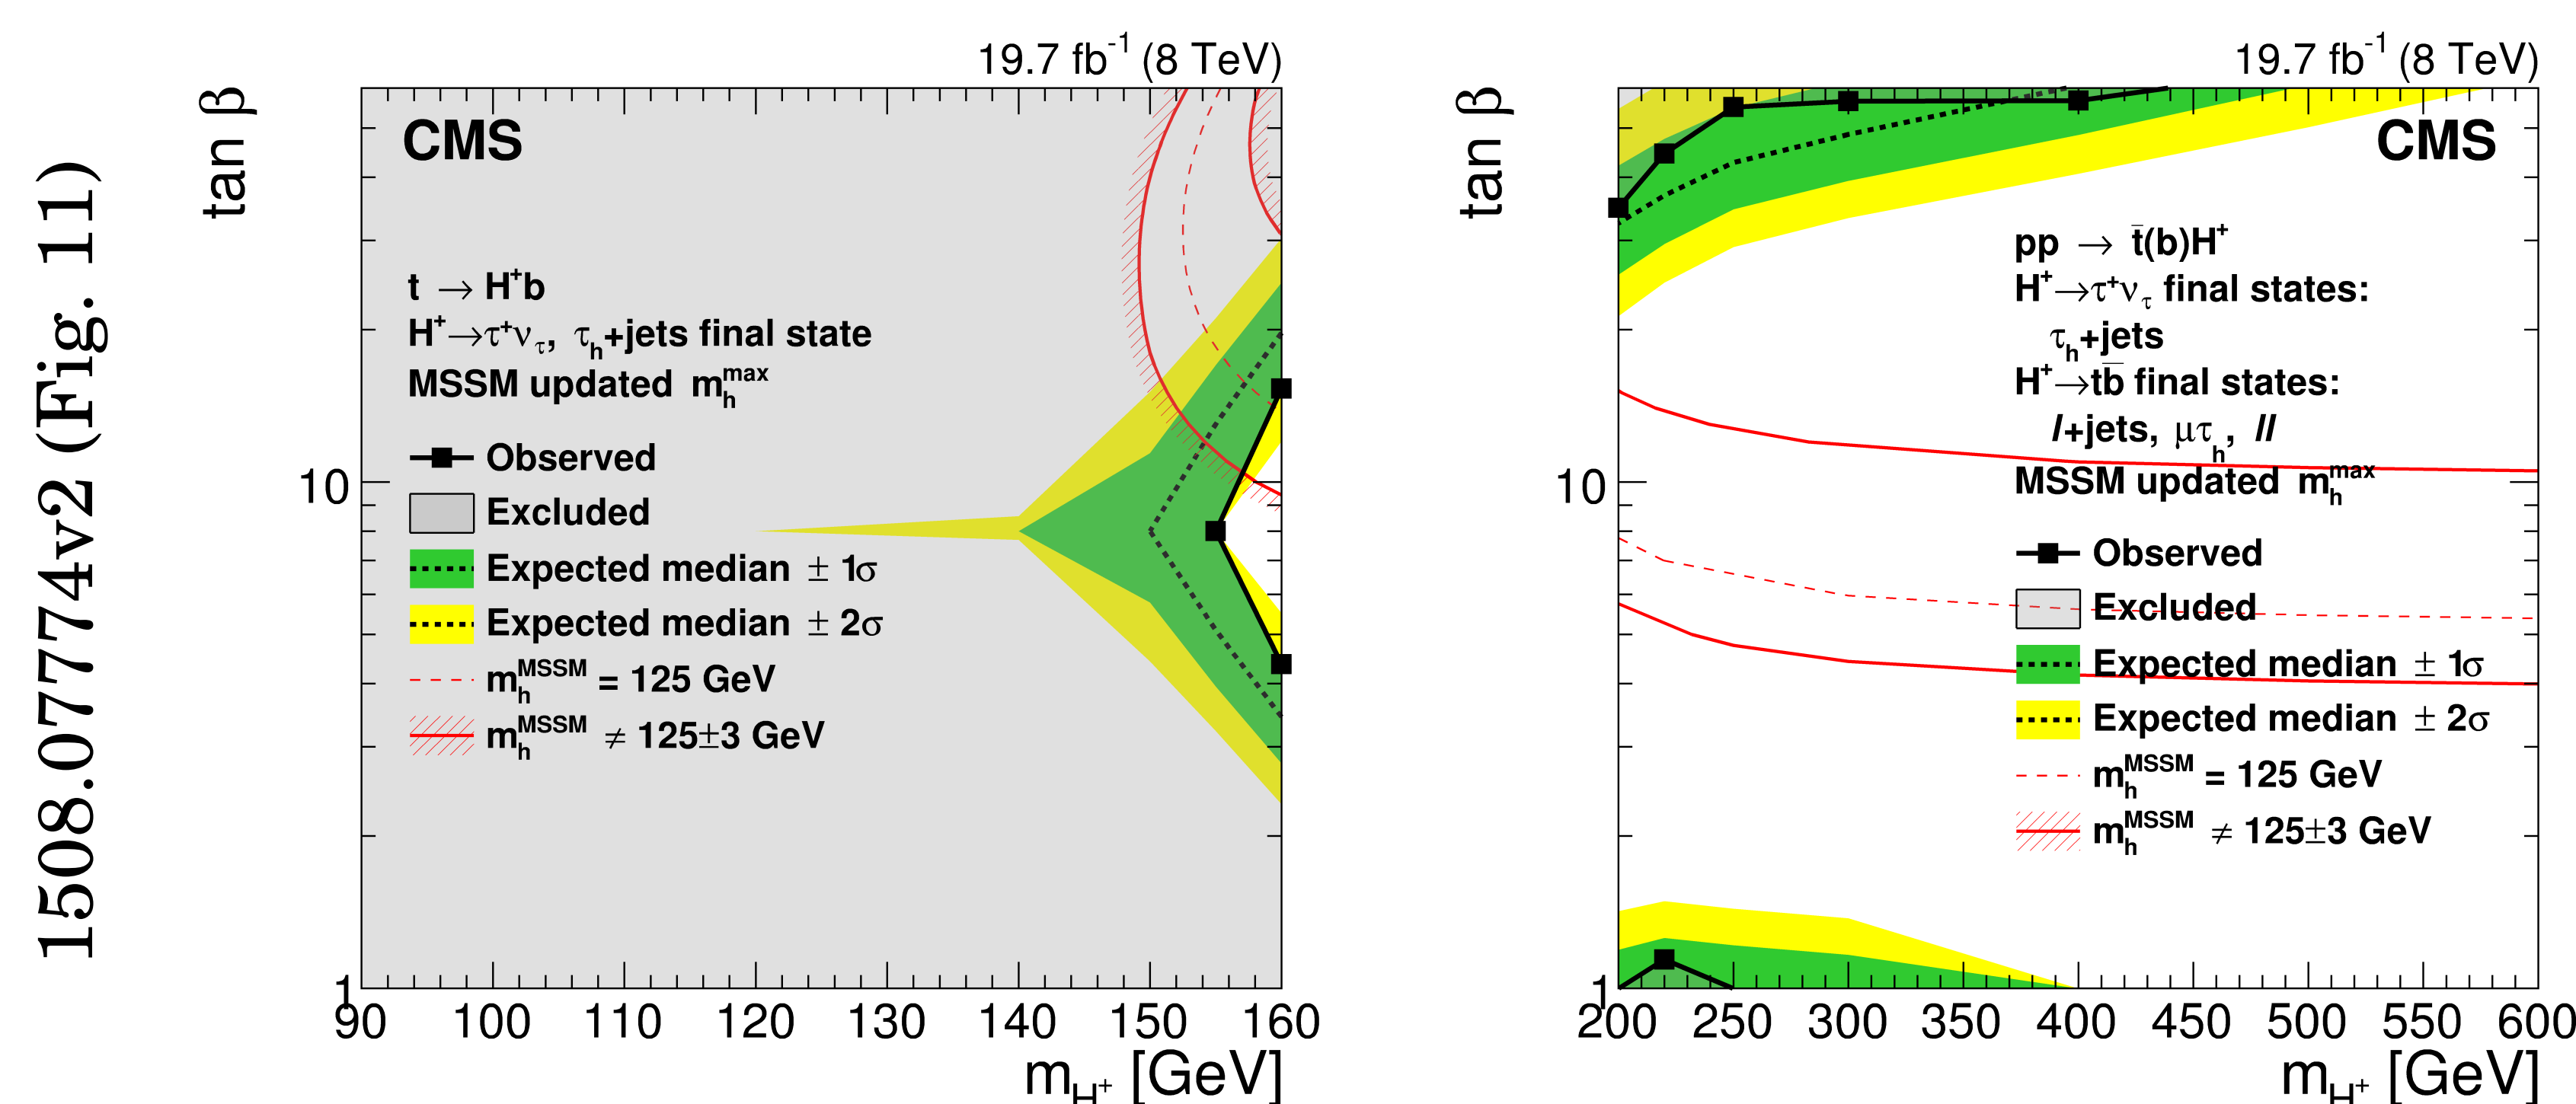 1508.07774v2 (Fig. 11)
19.7 fb⁻¹ (8 TeV)
tan β
CMS
t → H⁺b
H⁺→τ⁺ν_τ, τ_h+jets final state
MSSM updated m_h^max
Observed
Excluded
Expected median ± 1σ
Expected median ± 2σ
m_h^MSSM = 125 GeV
m_h^MSSM ≠ 125±3 GeV
10
1
90 100 110 120 130 140 150 160
m_H⁺ [GeV]
19.7 fb⁻¹ (8 TeV)
tan β
CMS
pp → t̄(b)H⁺
H⁺→τ⁺ν_τ final states:
τ_h+jets
H⁺→tb̄ final states:
l+jets, μτ_h, ll
MSSM updated m_h^max
Observed
Excluded
Expected median ± 1σ
Expected median ± 2σ
m_h^MSSM = 125 GeV
m_h^MSSM ≠ 125±3 GeV
10
1
200 250 300 350 400 450 500 550 600
m_H⁺ [GeV]